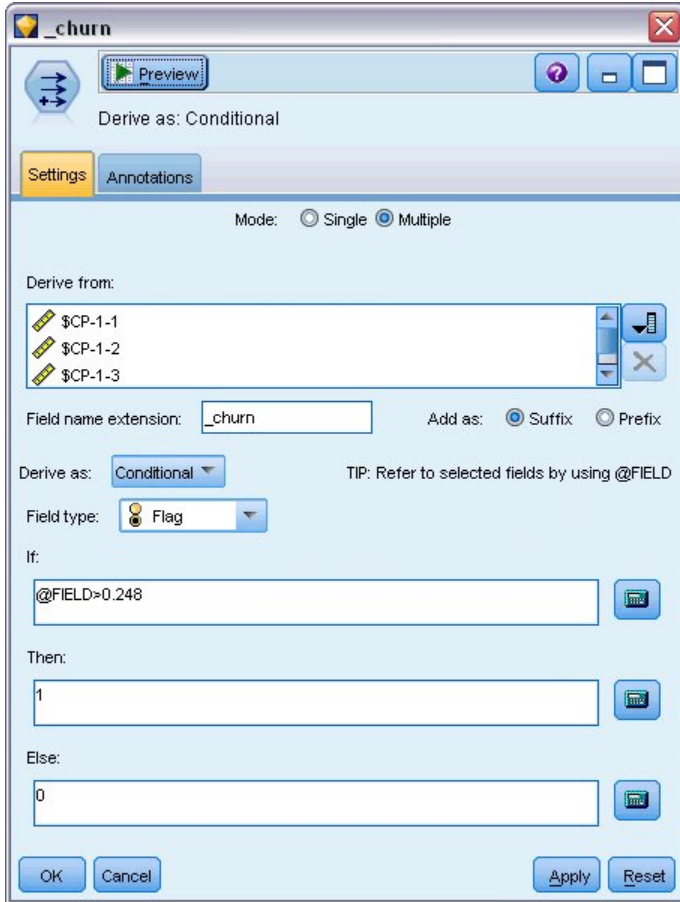 _churn
Preview
Derive as: Conditional
Settings Annotations
Mode: Single Multiple
Derive from:
$CP-1-1
$CP-1-2
$CP-1-3
Field name extension: _churn Add as: Suffix Prefix
Derive as: Conditional TIP: Refer to selected fields by using @FIELD
Field type: Flag
If:
@FIELD>0.248
Then:
1
Else:
0
OK Cancel Apply Reset